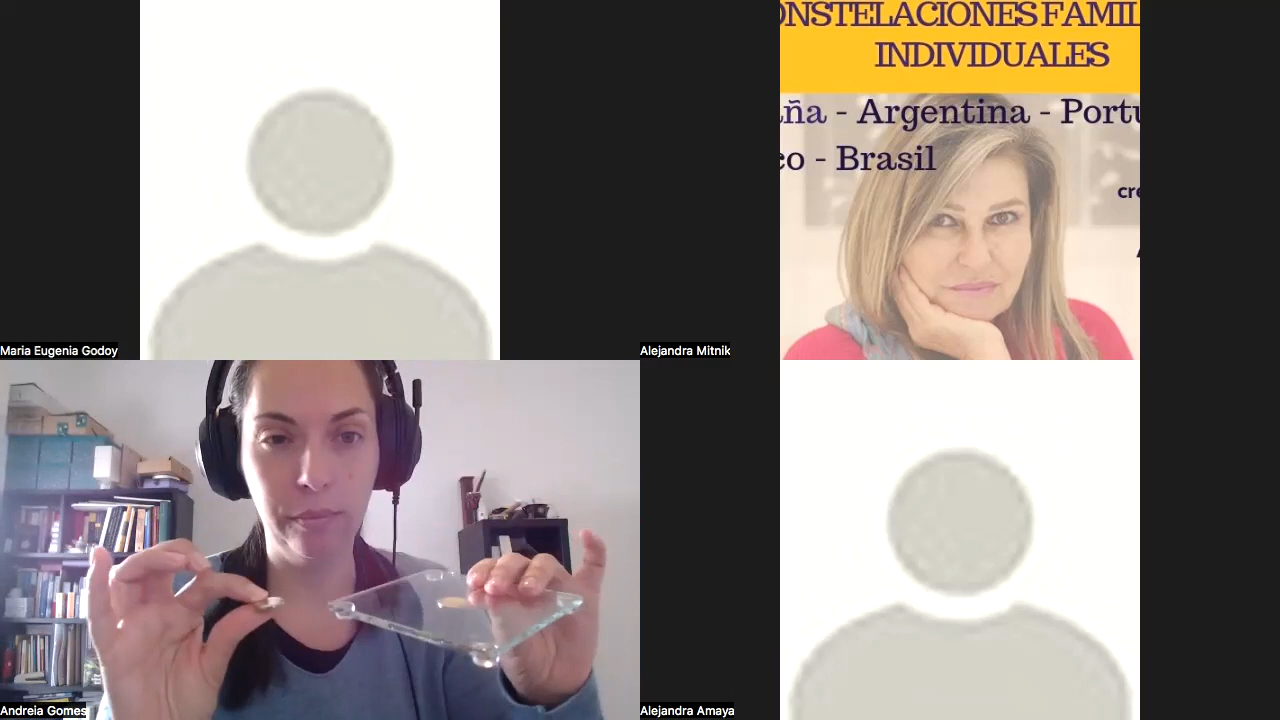 ONSTELACIONES FAMIL
INDIVIDUALES
ña - Argentina - Portu
co - Brasil
cre
A
Maria Eugenia Godoy
Alejandra Mitnik
Andreia Gomes
Alejandra Amaya